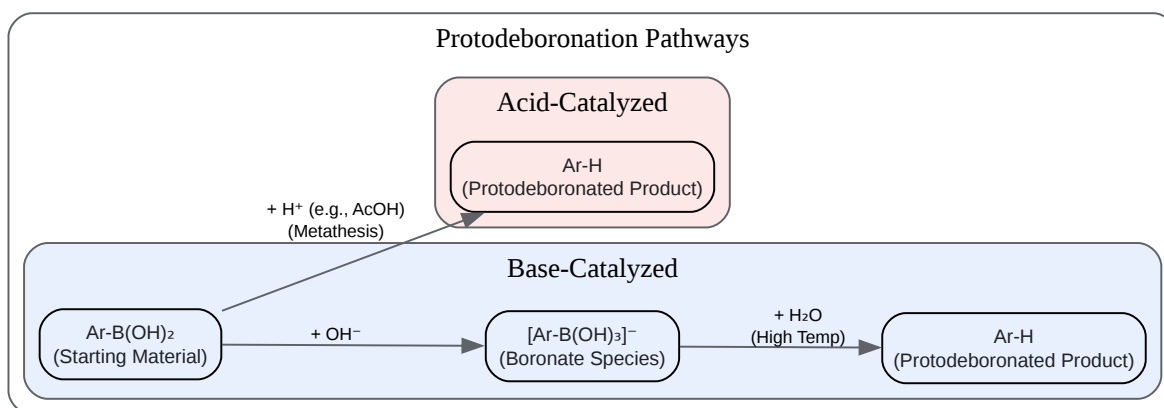 Protodeboronation Pathways
Acid-Catalyzed
Ar-H
(Protodeboronated Product)
+ H⁺ (e.g., AcOH)
(Metathesis)
Base-Catalyzed
Ar-B(OH)₂
(Starting Material)
+ OH⁻
[Ar-B(OH)₃]⁻
(Boronate Species)
+ H₂O
(High Temp)
Ar-H
(Protodeboronated Product)